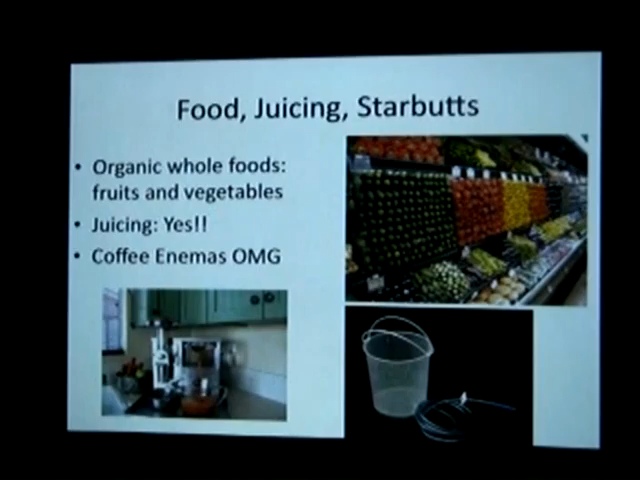 Food, Juicing, Starbutts
• Organic whole foods:
fruits and vegetables
• Juicing: Yes!!
• Coffee Enemas OMG